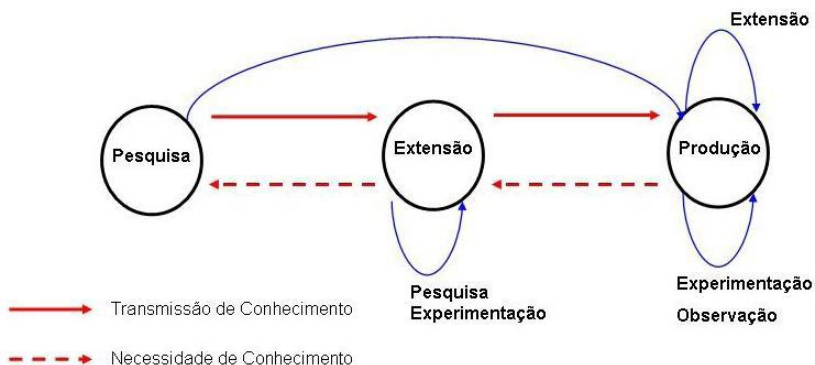 Extensão
Pesquisa
Extensão
Produção
Pesquisa
Experimentação
Experimentação
Observação
Transmissão de Conhecimento
Necessidade de Conhecimento